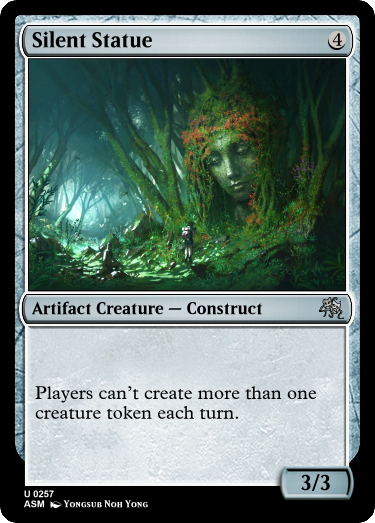 Silent Statue 4
Artifact Creature — Construct
Players can't create more than one
creature token each turn.
3/3
U 0257
ASM Yongsub Noh Yong